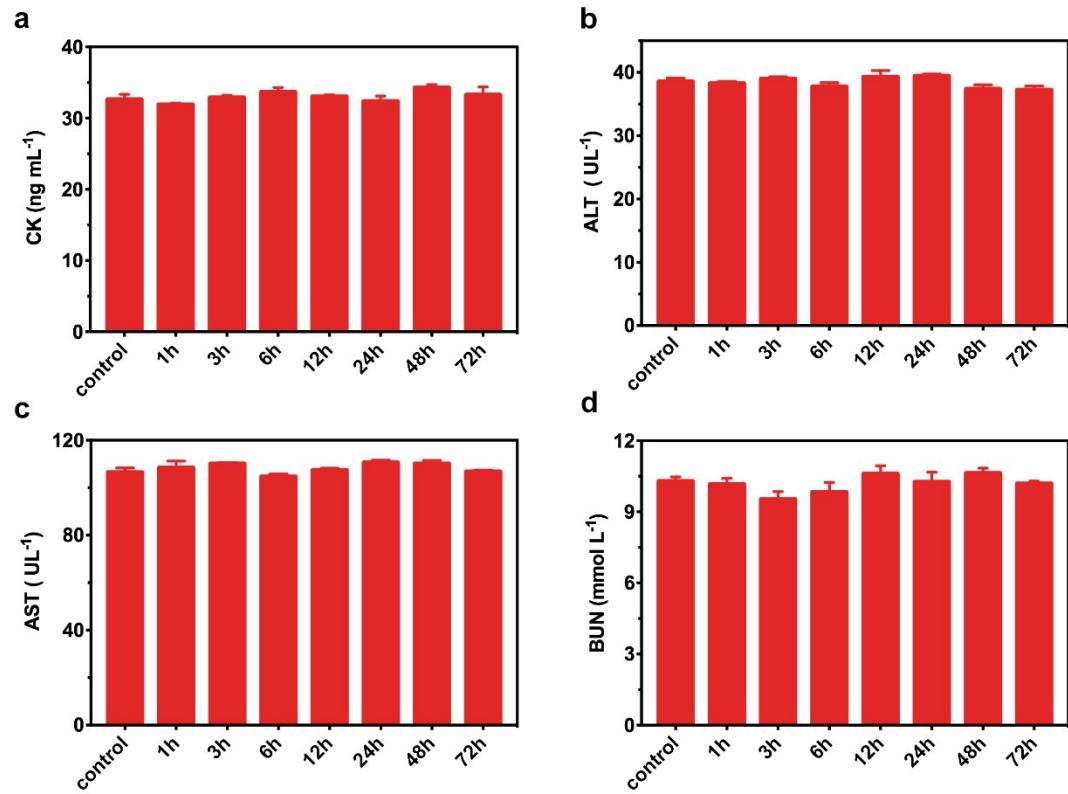 a
CK (ng mL-1)
40
30
20
10
0
control 1h 3h 6h 12h 24h 48h 72h
b
ALT ( UL-1)
40
30
20
10
0
control 1h 3h 6h 12h 24h 48h 72h
c
AST ( UL-1)
120
80
40
0
control 1h 3h 6h 12h 24h 48h 72h
d
BUN (mmol L-1)
12
9
6
3
0
control 1h 3h 6h 12h 24h 48h 72h